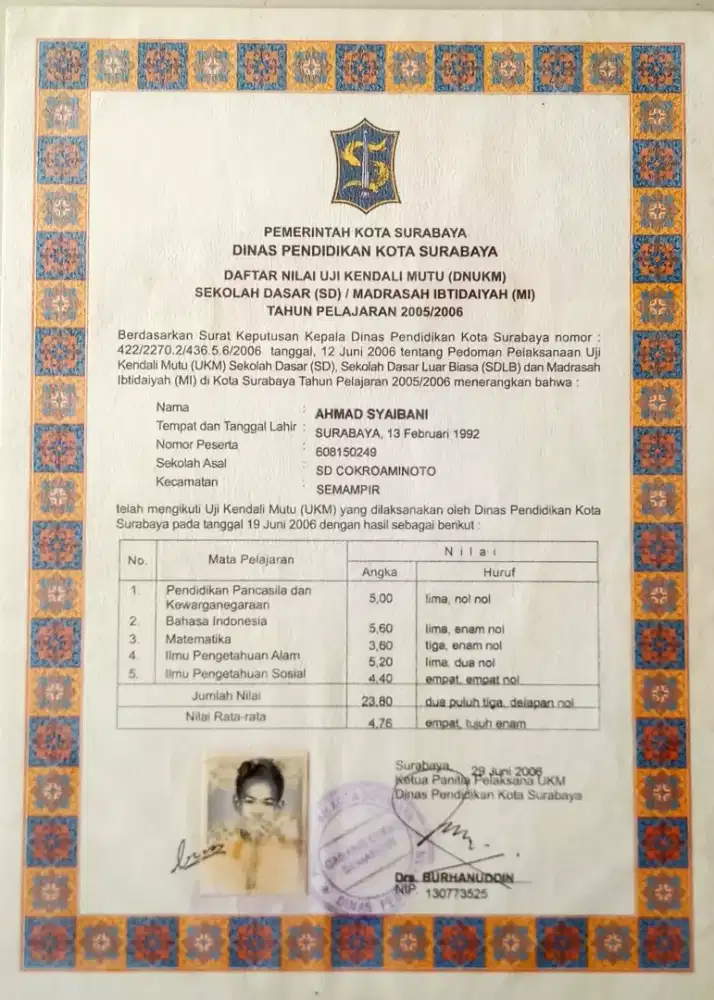 PEMERINTAH KOTA SURABAYA
DINAS PENDIDIKAN KOTA SURABAYA
DAFTAR NILAI UJI KENDALI MUTU (DNUKM)
SEKOLAH DASAR (SD) / MADRASAH IBTIDAIYAH (MI)
TAHUN PELAJARAN 2005/2006
Berdasarkan Surat Keputusan Kepala Dinas Pendidikan Kota Surabaya nomor :
422/2270.2/436.5.6/2006 tanggal, 12 Juni 2006 tentang Pedoman Pelaksanaan Uji
Kendali Mutu (UKM) Sekolah Dasar (SD), Sekolah Dasar Luar Biasa (SDLB) dan Madrasah
Ibtidaiyah (MI) di Kota Surabaya Tahun Pelajaran 2005/2006 menerangkan bahwa :
Nama : AHMAD SYAIBANI
Tempat dan Tanggal Lahir : SURABAYA, 13 Februari 1992
Nomor Peserta : 608150249
Sekolah Asal : SD COKROAMINOTO
Kecamatan : SEMAMPIR
telah mengikuti Uji Kendali Mutu (UKM) yang dilaksanakan oleh Dinas Pendidikan Kota
Surabaya pada tanggal 19 Juni 2006 dengan hasil sebagai berikut :
No. Mata Pelajaran Nilai
Angka Huruf
1. Pendidikan Pancasila dan
Kewarganegaraan 5,00 lima, nol nol
2. Bahasa Indonesia 5,60 lima, enam nol
3. Matematika 3,60 tiga, enam nol
4. Ilmu Pengetahuan Alam 5,20 lima, dua nol
5. Ilmu Pengetahuan Sosial 4,40 empat, empat nol
Jumlah Nilai 23,80 dua puluh tiga, delapan nol
Nilai Rata-rata 4,76 empat, tujuh enam
Surabaya, 29 Juni 2006
Ketua Panitia Pelaksana UKM
Dinas Pendidikan Kota Surabaya
Drs. BURHANUDDIN
NIP 130773525